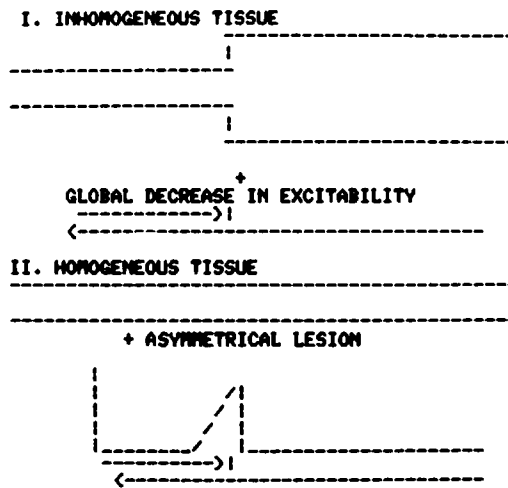 I. INHOMOGENEOUS TISSUE
+
GLOBAL DECREASE IN EXCITABILITY
II. HOMOGENEOUS TISSUE
+ ASYMMETRICAL LESION